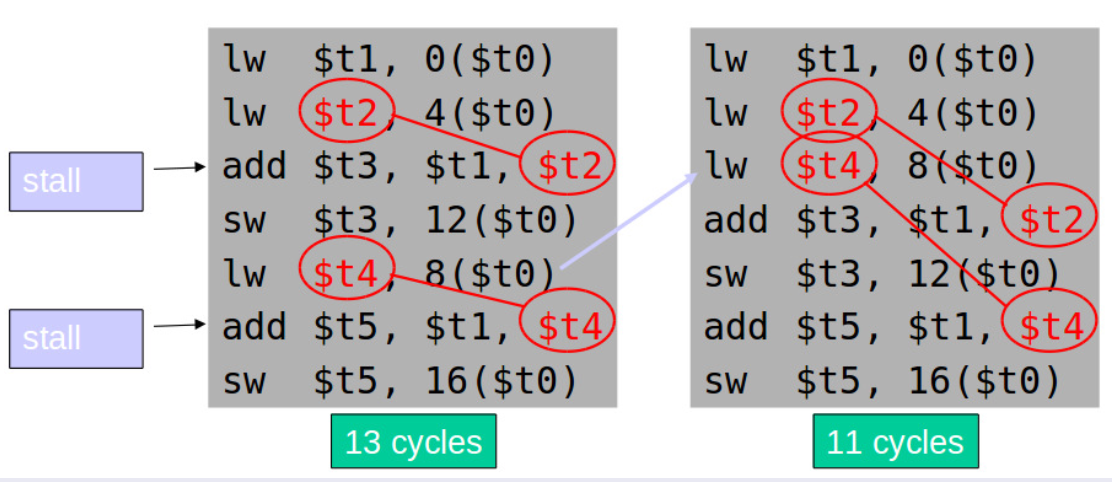 lw $t1, 0($t0)
lw $t2, 4($t0)
stall
add $t3, $t1, $t2
sw $t3, 12($t0)
lw $t4, 8($t0)
stall
add $t5, $t1, $t4
sw $t5, 16($t0)
13 cycles
lw $t1, 0($t0)
lw $t2, 4($t0)
lw $t4, 8($t0)
add $t3, $t1, $t2
sw $t3, 12($t0)
add $t5, $t1, $t4
sw $t5, 16($t0)
11 cycles